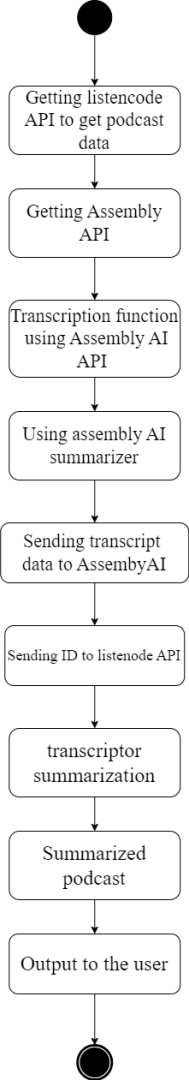 Getting listencode
API to get podcast
data
Getting Assembly
API
Transcription function
using Assembly AI
API
Using assembly AI
summarizer
Sending transcript
data to AssembyAI
Sending ID to listenode API
transcriptor
summarization
Summarized
podcast
Output to the user